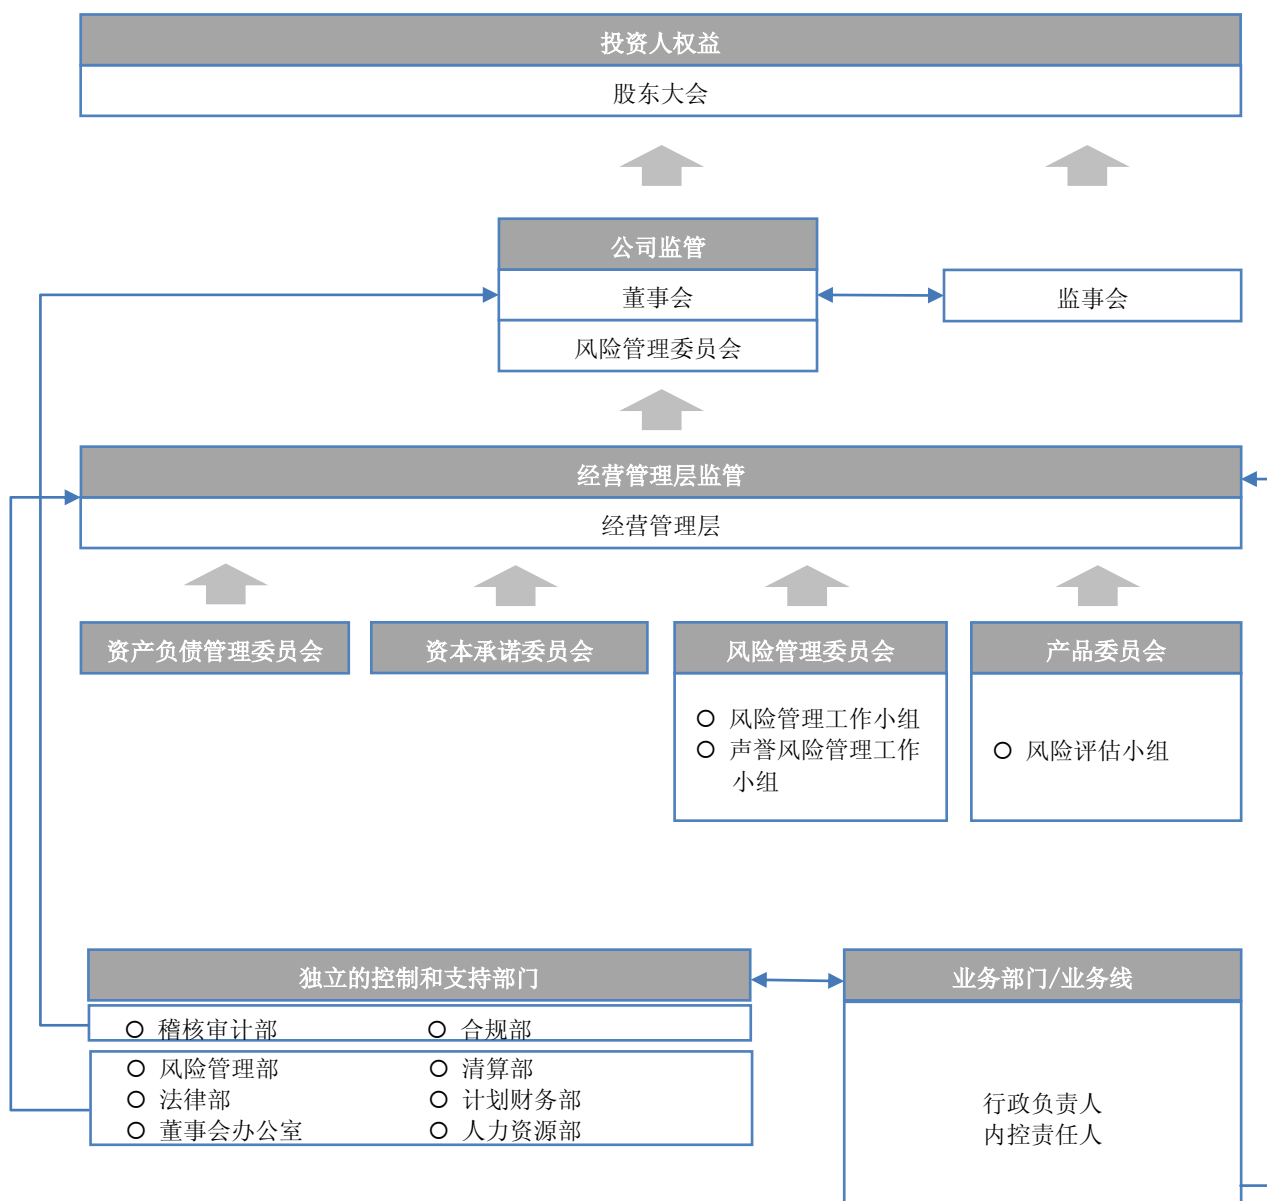 投资人权益
股东大会
公司监管
董事会
监事会
风险管理委员会
经营管理层监管
经营管理层
资产负债管理委员会
资本承诺委员会
风险管理委员会
产品委员会
风险管理工作小组
声誉风险管理工作
小组
风险评估小组
独立的控制和支持部门
业务部门/业务线
稽核审计部
合规部
风险管理部
清算部
法律部
计划财务部
董事会办公室
人力资源部
行政负责人
内控责任人